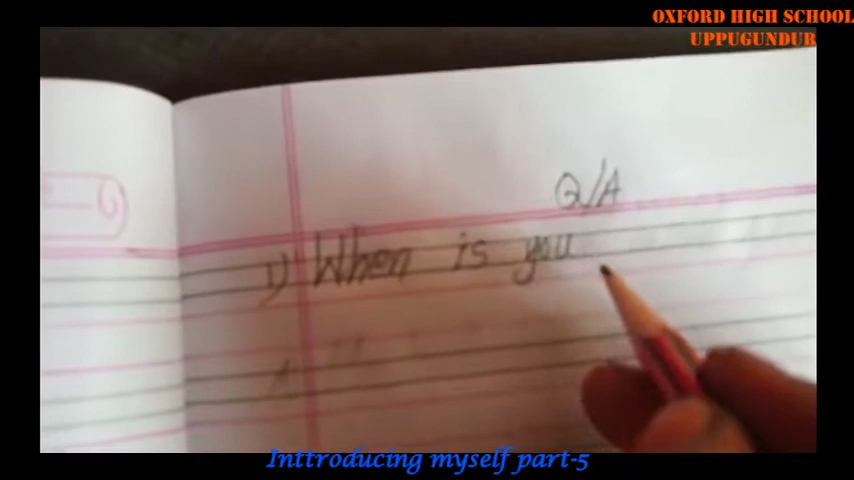 OXFORD HIGH SCHOOL
UPPUGUNDUR
Q/A
1) When is you
A.
Inttroducing myself part-5